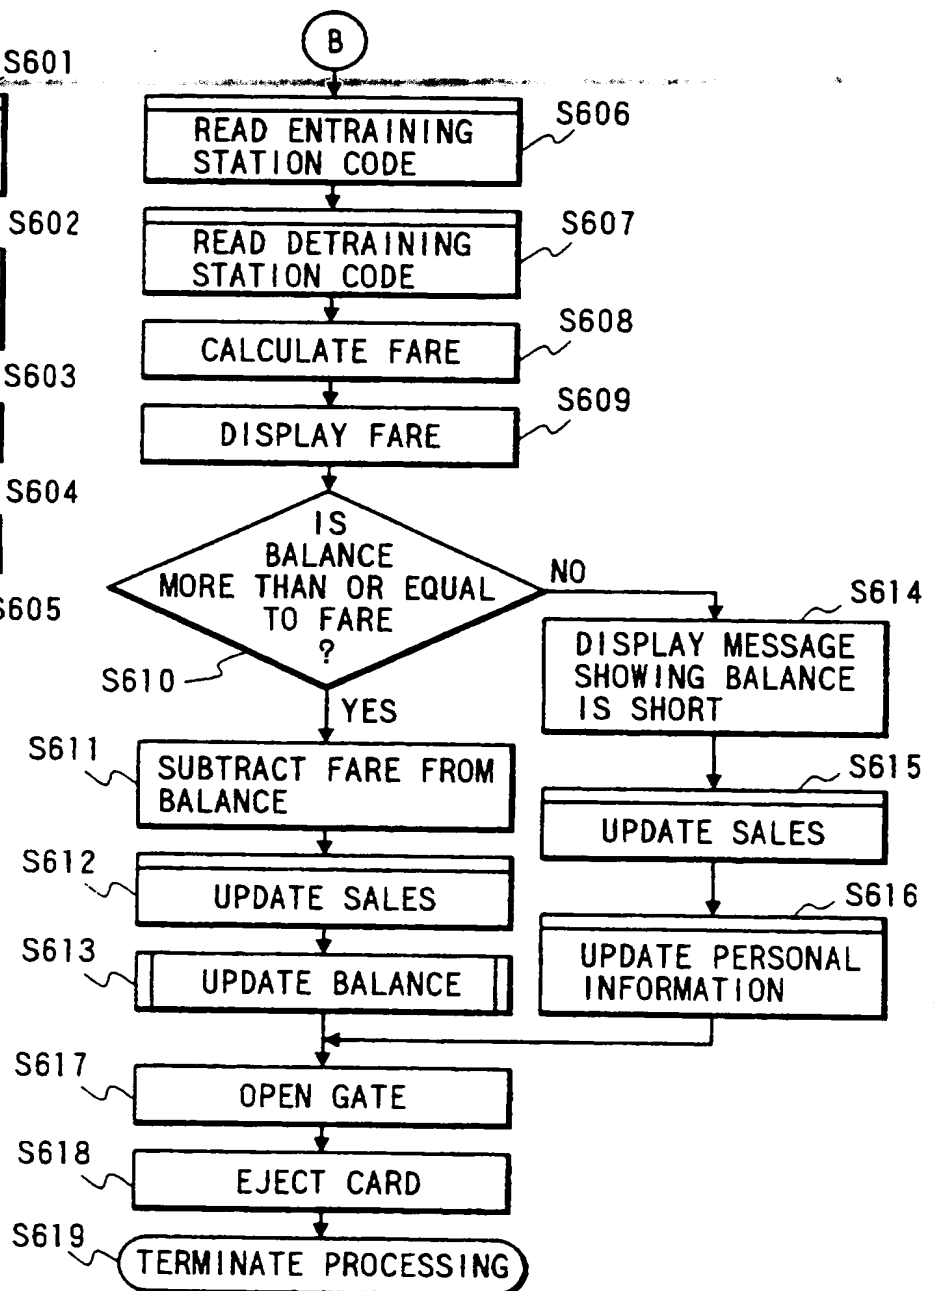 B
S601
S606
READ ENTRAINING
STATION CODE
S602
S607
READ DETRAINING
STATION CODE
S608
CALCULATE FARE
S603
S609
DISPLAY FARE
S604
IS
BALANCE
MORE THAN OR EQUAL
TO FARE
?
NO
S605
S610
S614
DISPLAY MESSAGE
SHOWING BALANCE
IS SHORT
YES
S611
SUBTRACT FARE FROM
BALANCE
S615
UPDATE SALES
S612
UPDATE SALES
S616
UPDATE PERSONAL
INFORMATION
S613
UPDATE BALANCE
S617
OPEN GATE
S618
EJECT CARD
S619
TERMINATE PROCESSING